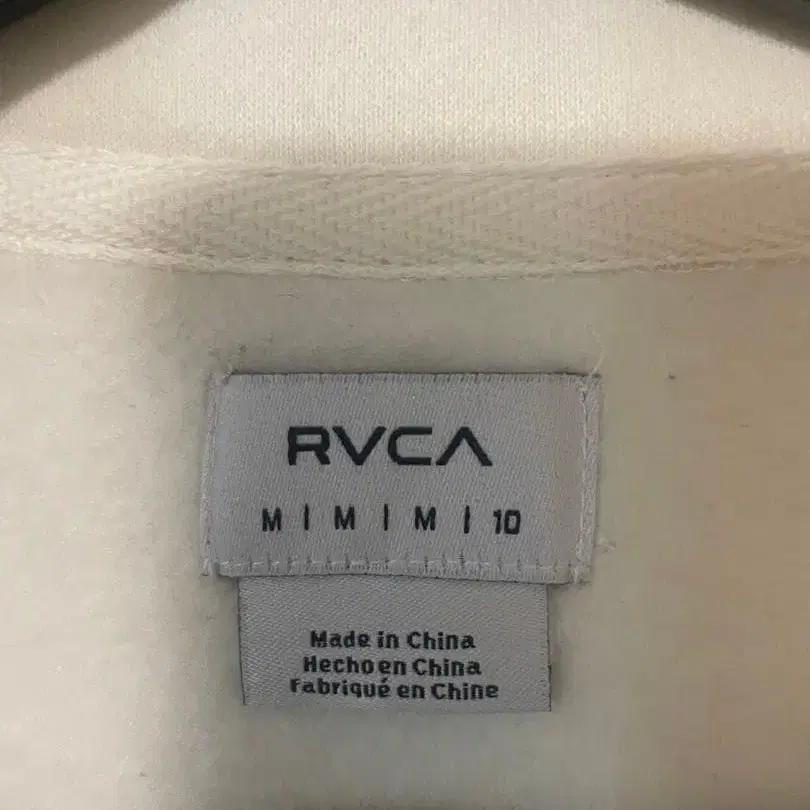 RVCA
M | M | M | 10
Made in China
Hecho en China
Fabriqué en Chine